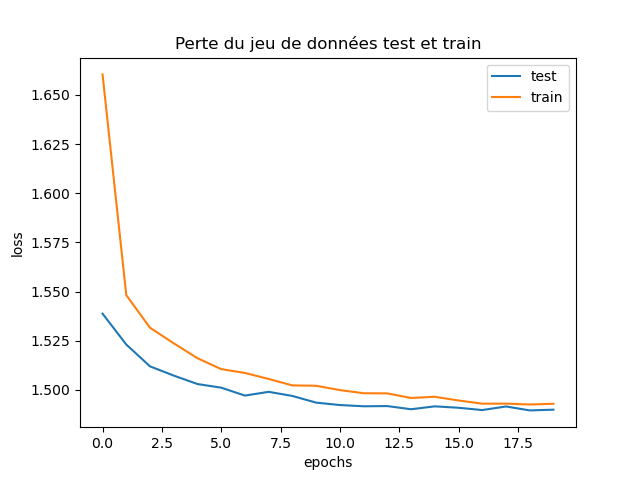 Perte du jeu de données test et train
test
train
1.650
1.625
1.600
1.575
1.550
1.525
1.500
loss
0.0 2.5 5.0 7.5 10.0 12.5 15.0 17.5
epochs